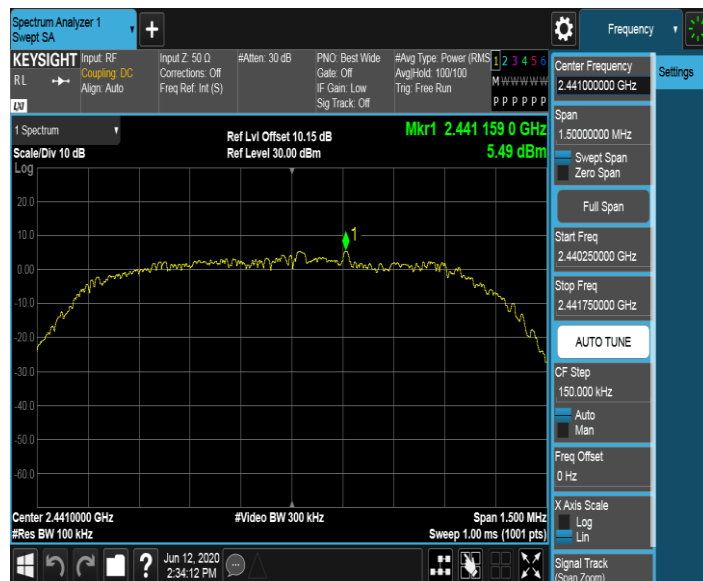 Spectrum Analyzer 1
Swept SA
+
Frequency
KEYSIGHT
Input: RF
Input Z: 50 Ω
#Atten: 30 dB
PNO: Best Wide
#Avg Type: Power (RMS
1 2 3 4 5 6
RL
Coupling: DC
Corrections: Off
Gate: Off
Avg|Hold: 100/100
M W W W W W
Align: Auto
Freq Ref: Int (S)
IF Gain: Low
Trig: Free Run
Sig Track: Off
P P P P P P
LXI
Center Frequency
2.441000000 GHz
Settings
Span
1.50000000 MHz
Swept Span
Zero Span
Full Span
Start Freq
2.440250000 GHz
Stop Freq
2.441750000 GHz
AUTO TUNE
CF Step
150.000 kHz
Auto
Man
Freq Offset
0 Hz
X Axis Scale
Log
Lin
Signal Track
(Span Zoom)
1 Spectrum
Ref Lvl Offset 10.15 dB
Mkr1 2.441 159 0 GHz
Scale/Div 10 dB
Ref Level 30.00 dBm
5.49 dBm
Log
20.0
10.0
1
0.00
-10.0
-20.0
-30.0
-40.0
-50.0
-60.0
Center 2.4410000 GHz
#Video BW 300 kHz
Span 1.500 MHz
#Res BW 100 kHz
Sweep 1.00 ms (1001 pts)
?
Jun 12, 2020
2:34:12 PM